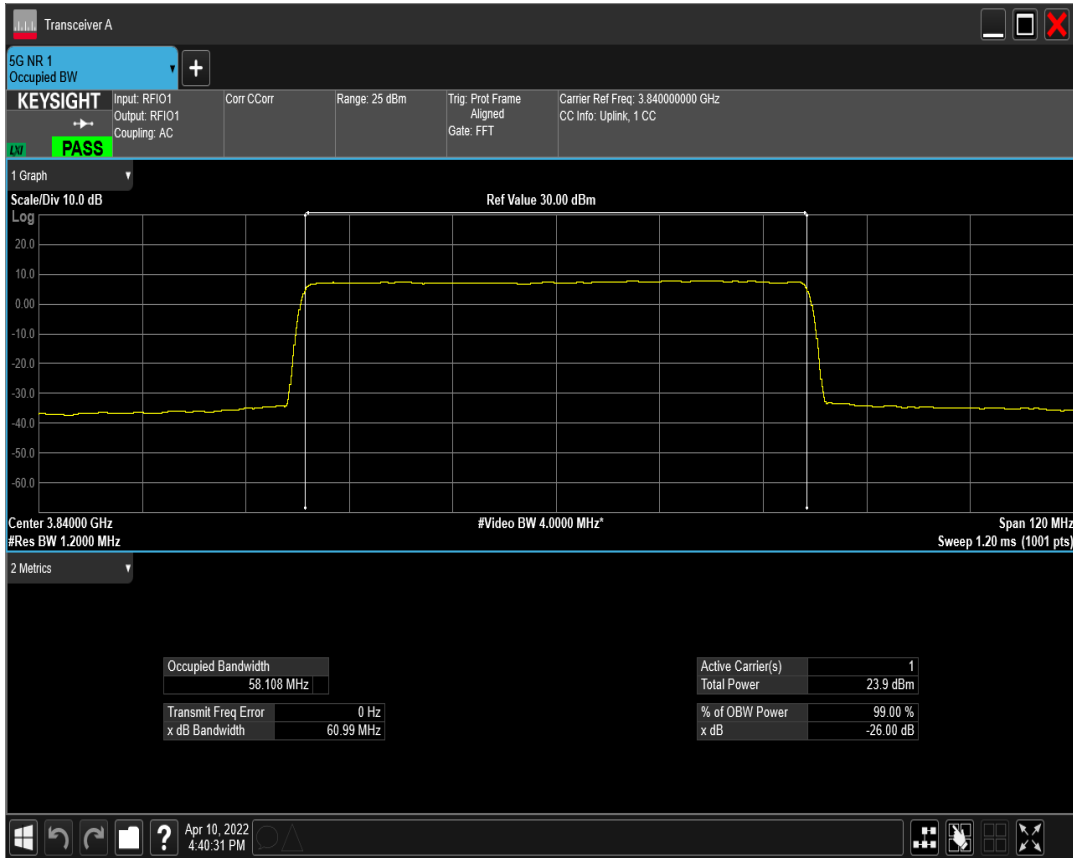 Transceiver A
5G NR 1
Occupied BW
+
KEYSIGHT
LXI
PASS
Input: RFIO1
Output: RFIO1
Coupling: AC
Corr CCorr
Range: 25 dBm
Trig: Prot Frame
Aligned
Gate: FFT
Carrier Ref Freq: 3.840000000 GHz
CC Info: Uplink, 1 CC
1 Graph
Scale/Div 10.0 dB
Ref Value 30.00 dBm
Log
20.0
10.0
0.00
-10.0
-20.0
-30.0
-40.0
-50.0
-60.0
Center 3.84000 GHz
#Video BW 4.0000 MHz*
Span 120 MHz
#Res BW 1.2000 MHz
Sweep 1.20 ms (1001 pts)
2 Metrics
Occupied Bandwidth
58.108 MHz
Transmit Freq Error 0 Hz
x dB Bandwidth 60.99 MHz
Active Carrier(s) 1
Total Power 23.9 dBm
% of OBW Power 99.00 %
x dB -26.00 dB
?
Apr 10, 2022
4:40:31 PM